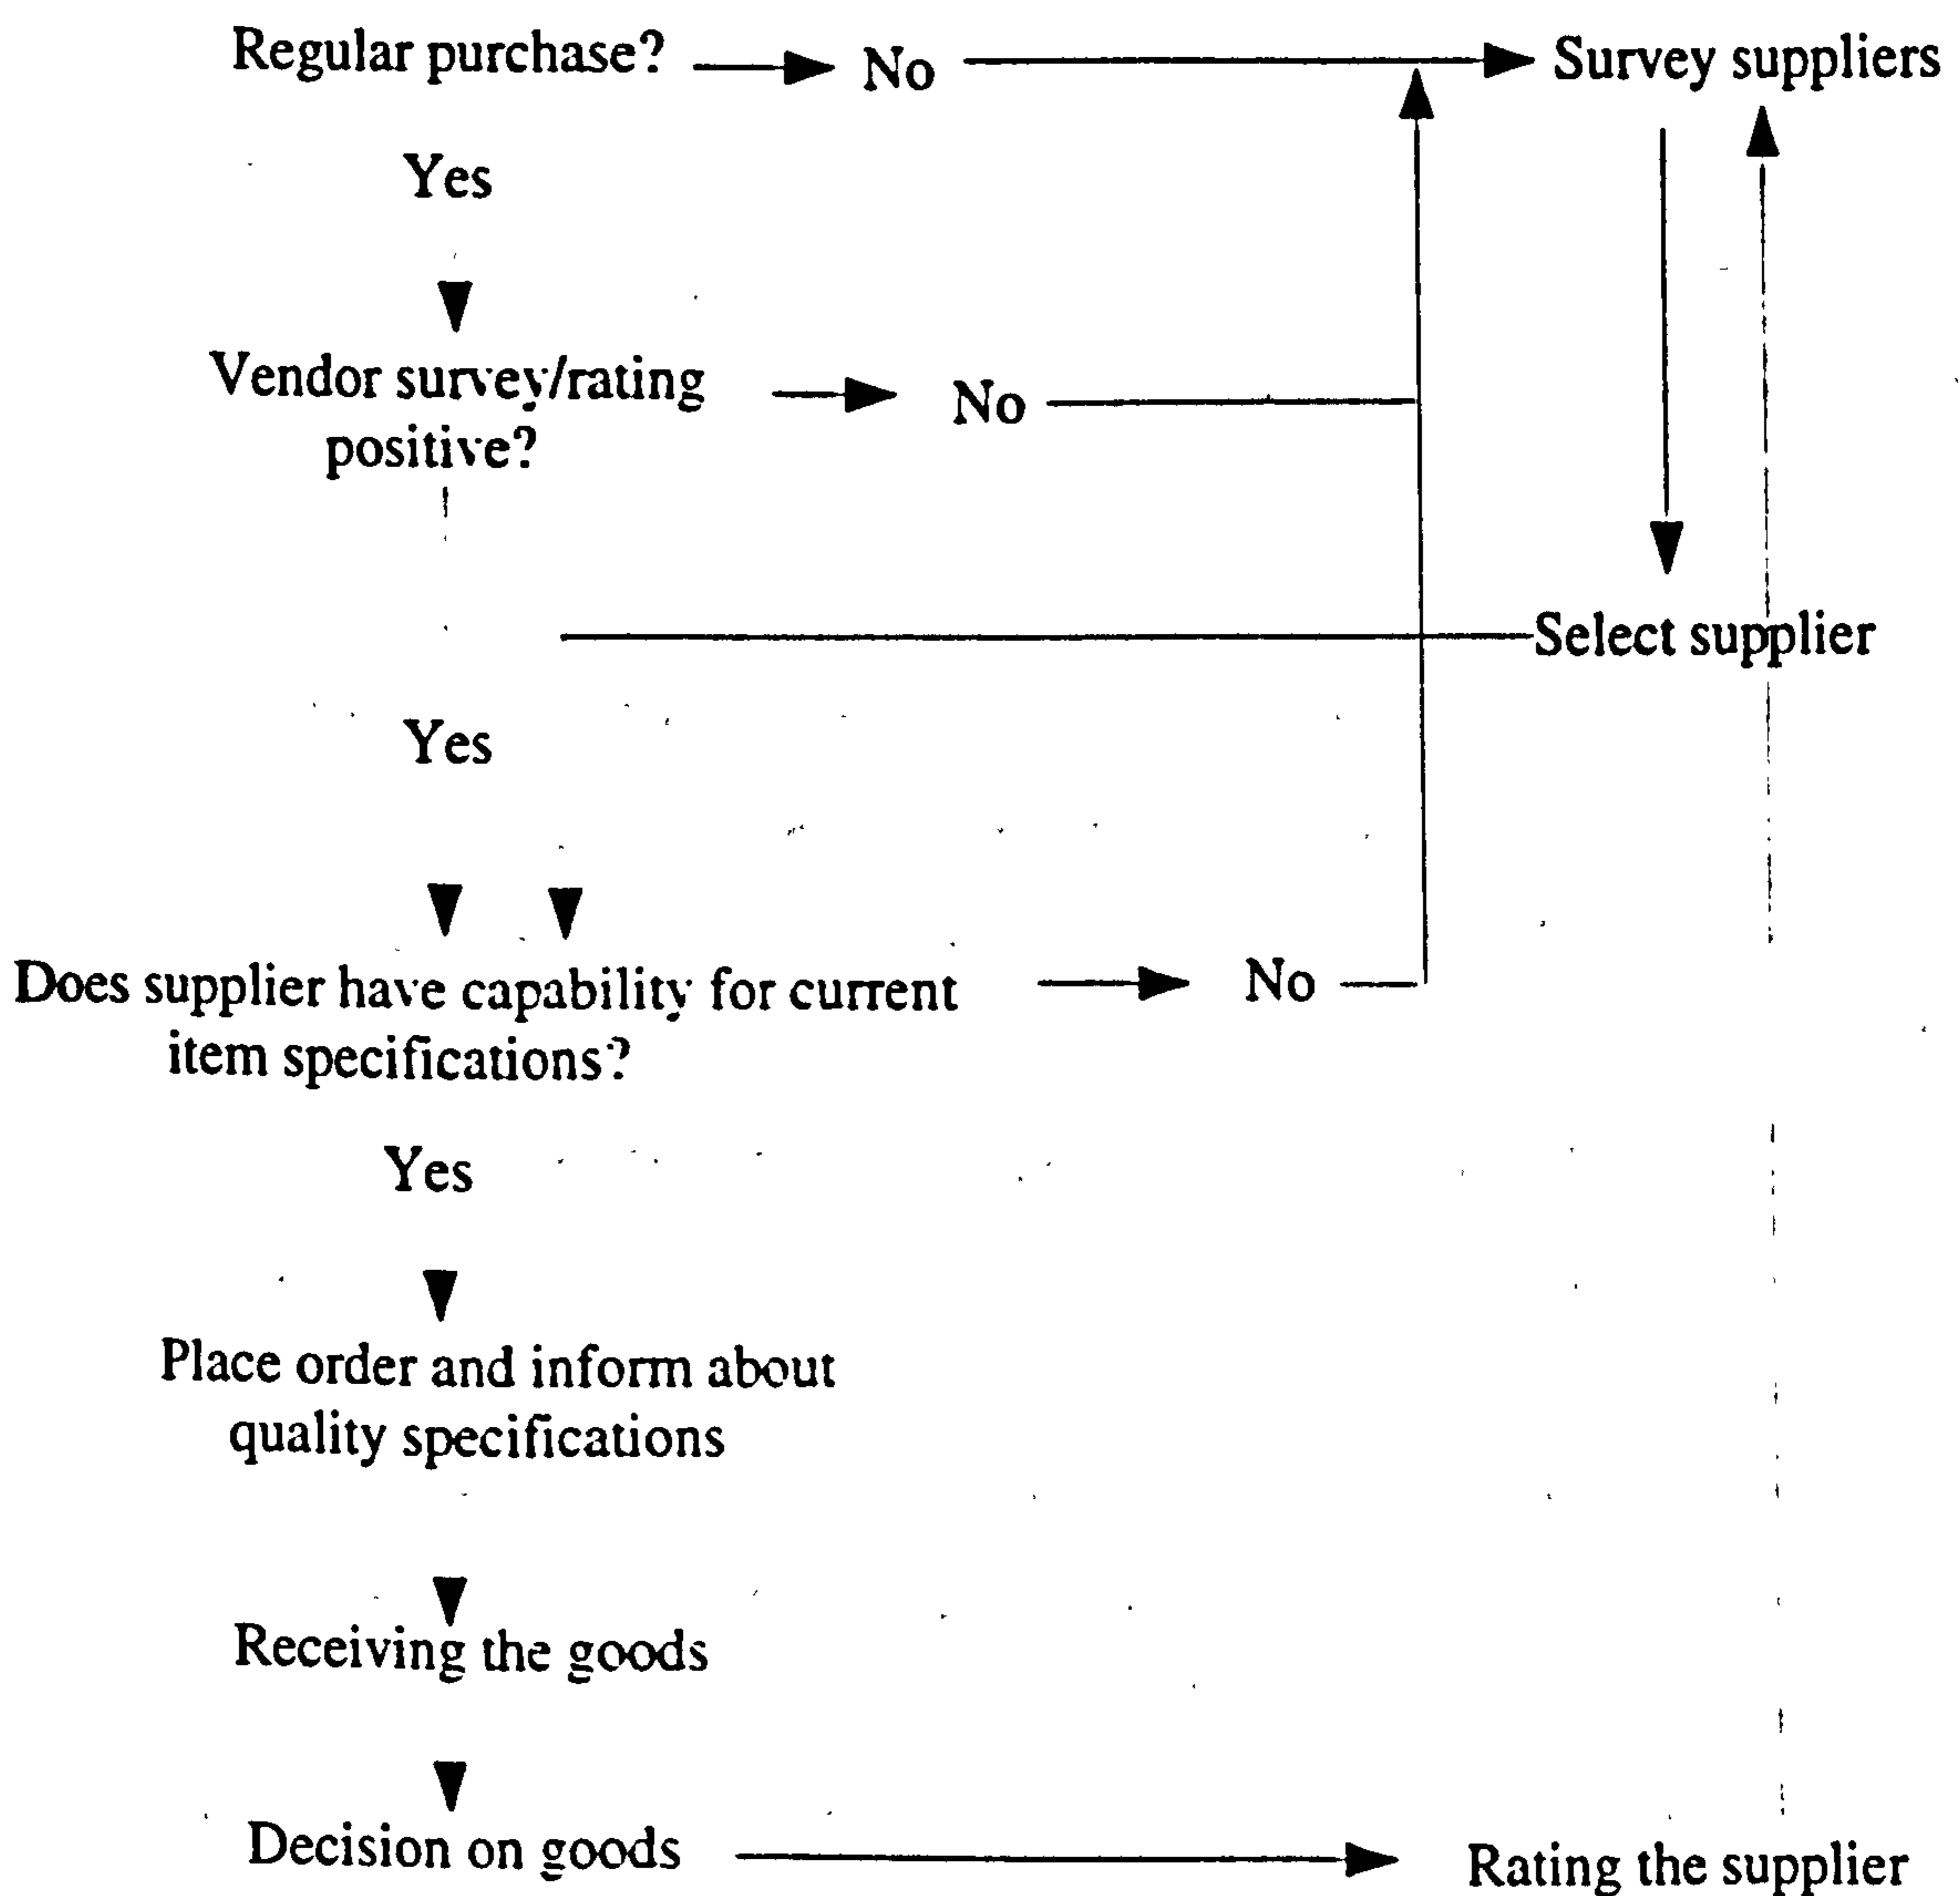 Regular purchase?
No
Survey suppliers
Yes
Vendor survey/rating
positive?
No
Select supplier
Yes
Does supplier have capability for current
item specifications?
No
Yes
Place order and inform about
quality specifications
Receiving the goods
Decision on goods
Rating the supplier